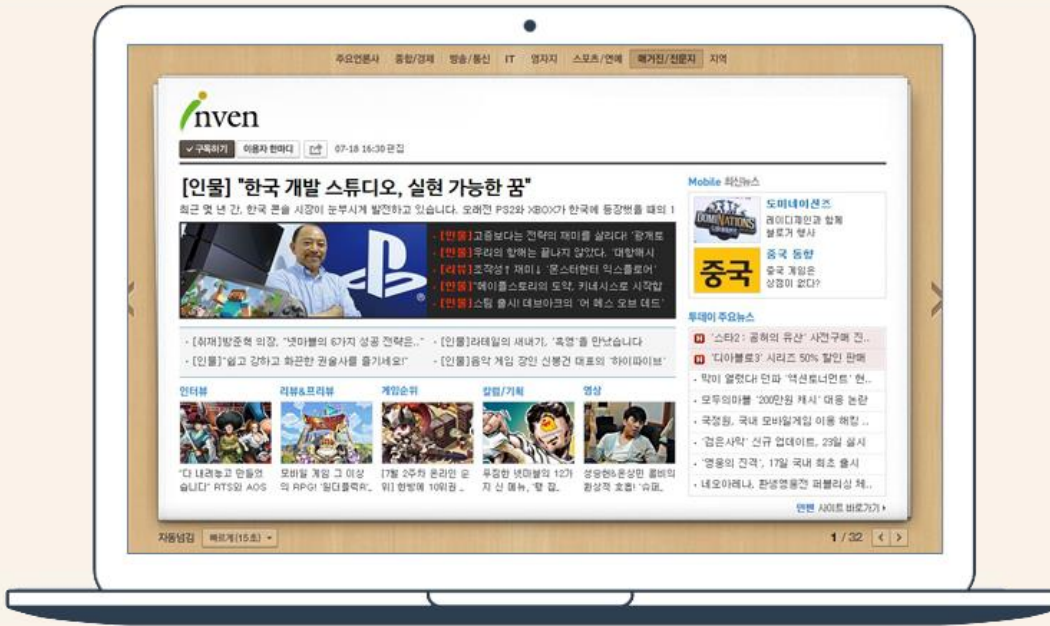 주요언론사 종합/경제 방송/통신 IT 영자지 스포츠/연예 매거진/전문지 지역
inven
구독하기 이용자 한마디 07-18 16:30 편집
[인물] "한국 개발 스튜디오, 실현 가능한 꿈"
최근 몇 년 간, 한국 콘솔 시장이 눈부시게 발전하고 있습니다. 오래전 PS2와 XBOX가 한국에 등장했을 때의 1
· [인물]고증보다는 전략의 재미를 살리다! '광개토
· [인물]우리의 항해는 끝나지 않았다. '대항해시
· [리뷰]조작성↑ 재미↓ '몬스터헌터 익스플로어'
· [인물]"메이플스토리의 도약, 키네시스로 시작합
· [인물]스팀 출시! 데브아크의 '어 메스 오브 데드'
· [취재]방준혁 의장, "넷마블의 6가지 성공 전략은.."
· [인물]라테일의 새내기, '흑영'을 만났습니다
· [인물]"쉽고 강하고 화끈한 권술사를 즐기세요!"
· [인물]음악 게임 장인 신봉건 대표의 '하이파이브'
인터뷰
"다 내려놓고 만들었
습니다" RTS와 AOS
리뷰&프리뷰
모바일 게임 그 이상
의 RPG!
게임순위
[7월 2주차 온라인 순
위] 한방에 10위권 ..
칼럼/기획
푸짐한 넷마블의 12가
지 신 메뉴,
영상
성승헌&온상민 콤비의
환상적 호흡! '슈퍼..
Mobile 최신뉴스
DOMINATIONS
도미네이션즈
레이디제인과 함께
블로거 행사
중국
중국 동향
중국 게임은
상점이 없다?
투데이 주요뉴스
H '스타2: 공허의 유산' 사전구매 진..
H '디아블로3' 시리즈 50% 할인 판매
· 막이 열렸다! 던파 '액션토너먼트' 현..
· 모두의마블 '200만원 캐시' 대응 논란
· 국정원, 국내 모바일게임 이용 해킹 ..
· '검은사막' 신규 업데이트, 23일 실시
· '영웅의 진격', 17일 국내 최초 출시
· 네오아레나, 환생영웅전 퍼블리싱 체..
인벤 사이트 바로가기
자동넘김 빠르게(15초)
1 / 32 < >